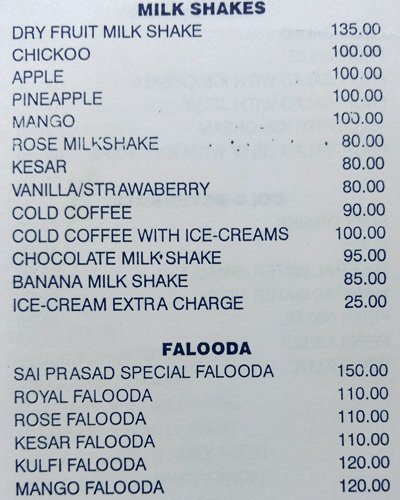 MILK SHAKES
DRY FRUIT MILK SHAKE 135.00
CHICKOO 100.00
APPLE 100.00
PINEAPPLE 100.00
MANGO 100.00
ROSE MILKSHAKE 80.00
KESAR 80.00
VANILLA/STRAWABERRY 80.00
COLD COFFEE 90.00
COLD COFFEE WITH ICE-CREAMS 100.00
CHOCOLATE MILK SHAKE 95.00
BANANA MILK SHAKE 85.00
ICE-CREAM EXTRA CHARGE 25.00
FALOODA
SAI PRASAD SPECIAL FALOODA 150.00
ROYAL FALOODA 110.00
ROSE FALOODA 110.00
KESAR FALOODA 110.00
KULFI FALOODA 120.00
MANGO FALOODA 120.00